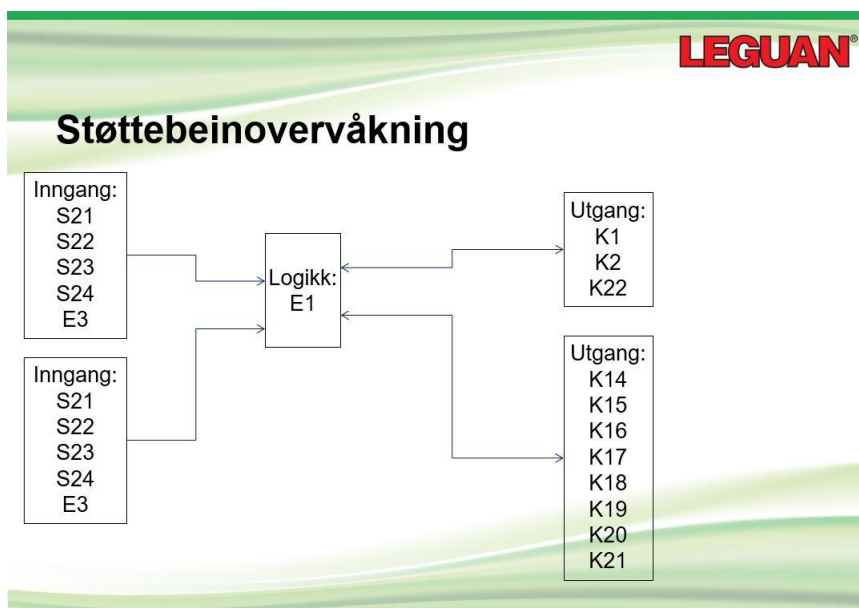 LEGUAN®
Støttebeinovervåkning
Inngang:
S21
S22
S23
S24
E3
Inngang:
S21
S22
S23
S24
E3
Logikk:
E1
Utgang:
K1
K2
K22
Utgang:
K14
K15
K16
K17
K18
K19
K20
K21